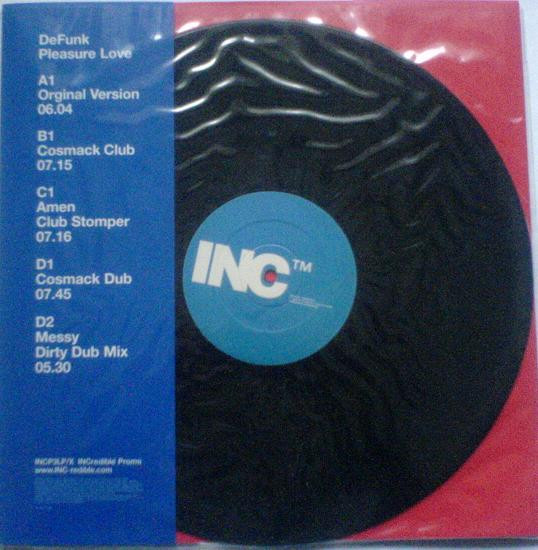 DeFunk
Pleasure Love
A1
Orginal Version
06.04
B1
Cosmack Club
07.15
C1
Amen
Club Stomper
07.16
D1
Cosmack Dub
07.45
D2
Messy
Dirty Dub Mix
05.30
INCP3LP/X INCredible Promo
www.INC-redible.com
INC™